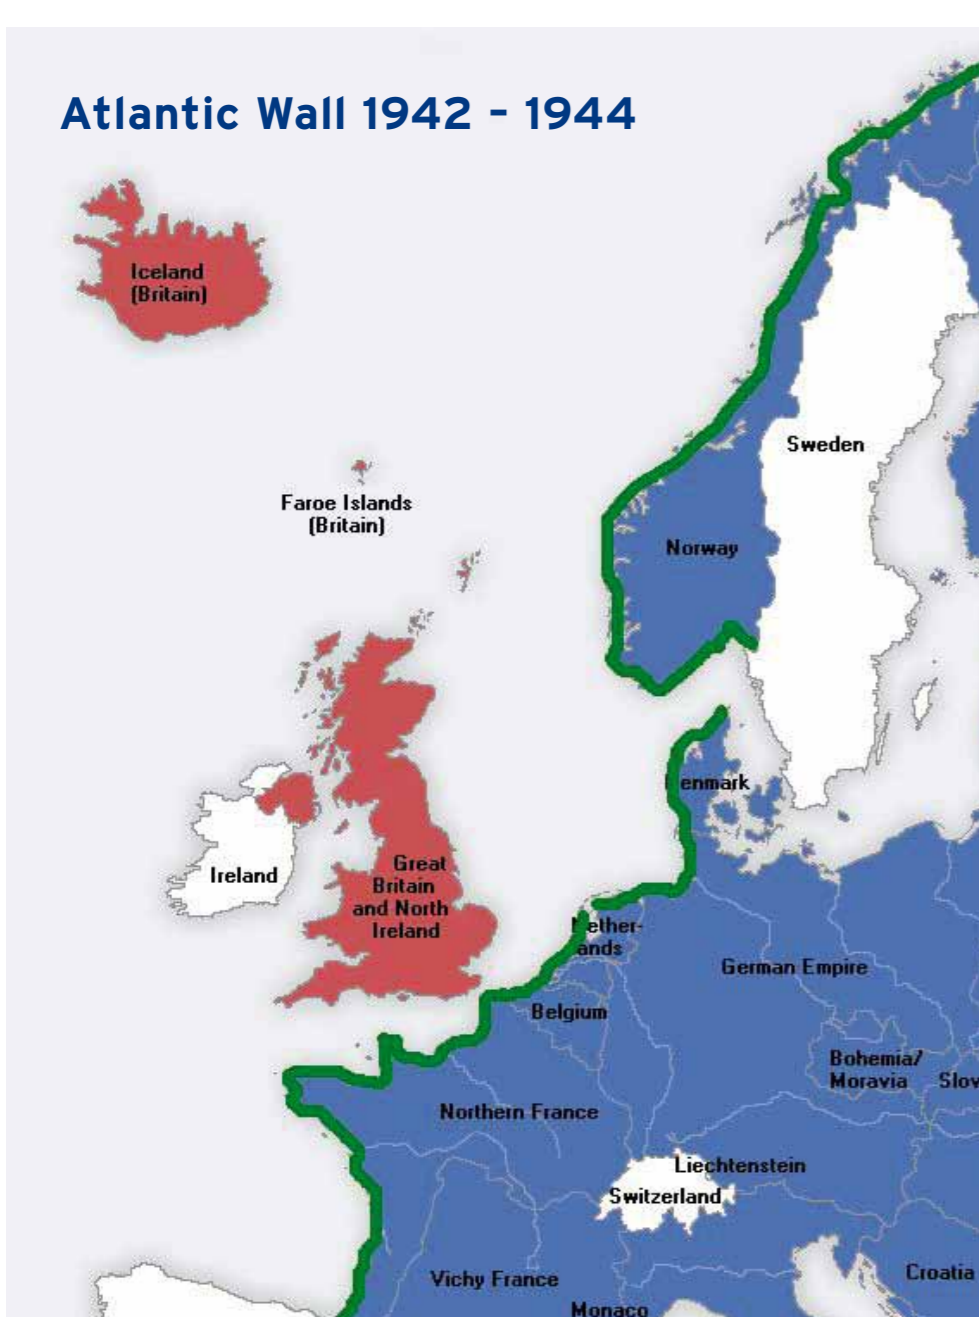 Atlantic Wall 1942 - 1944
Iceland
(Britain)
Sweden
Faroe Islands
(Britain)
Norway
enmark
Great
Britain
and North
Ireland
Ireland
ether-
ands
German Empire
Belgium
Bohemia/
Moravia
Slov
Northern France
Liechtenstein
Switzerland
Vichy France
Croatia
Monaco